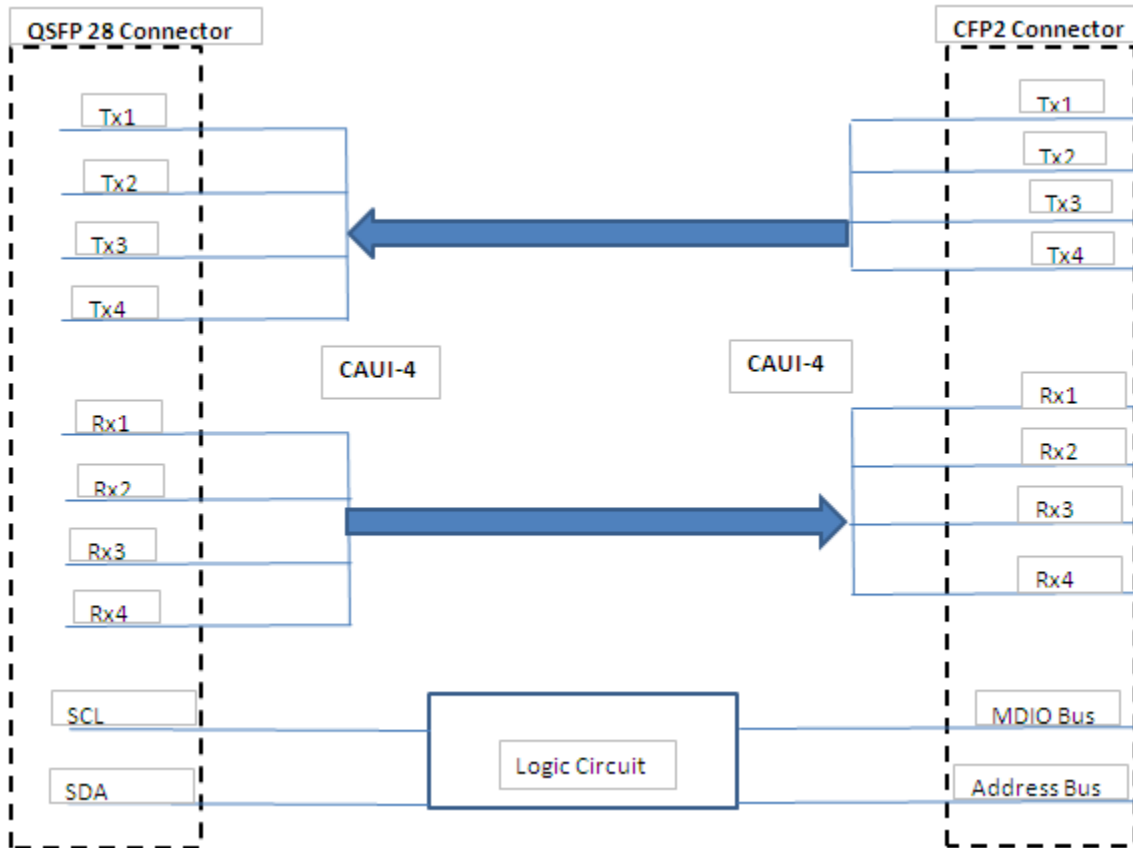 QSFP 28 Connector
CFP2 Connector
Tx1
Tx2
Tx3
Tx4
Tx1
Tx2
Tx3
Tx4
CAUI-4
CAUI-4
Rx1
Rx2
Rx3
Rx4
Rx1
Rx2
Rx3
Rx4
SCL
SDA
Logic Circuit
MDIO Bus
Address Bus